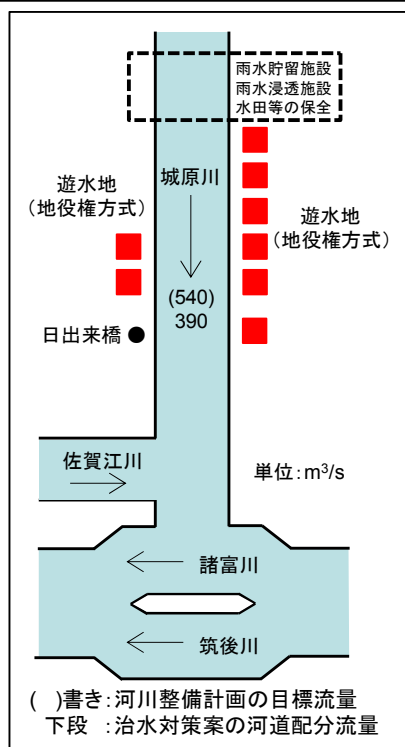 雨水貯留施設
雨水浸透施設
水田等の保全
城原川
遊水地
(地役権方式)
遊水地
(地役権方式)
(540)
390
日出来橋
佐賀江川
単位:m³/s
諸富川
筑後川
( )書き:河川整備計画の目標流量
下段 :治水対策案の河道配分流量